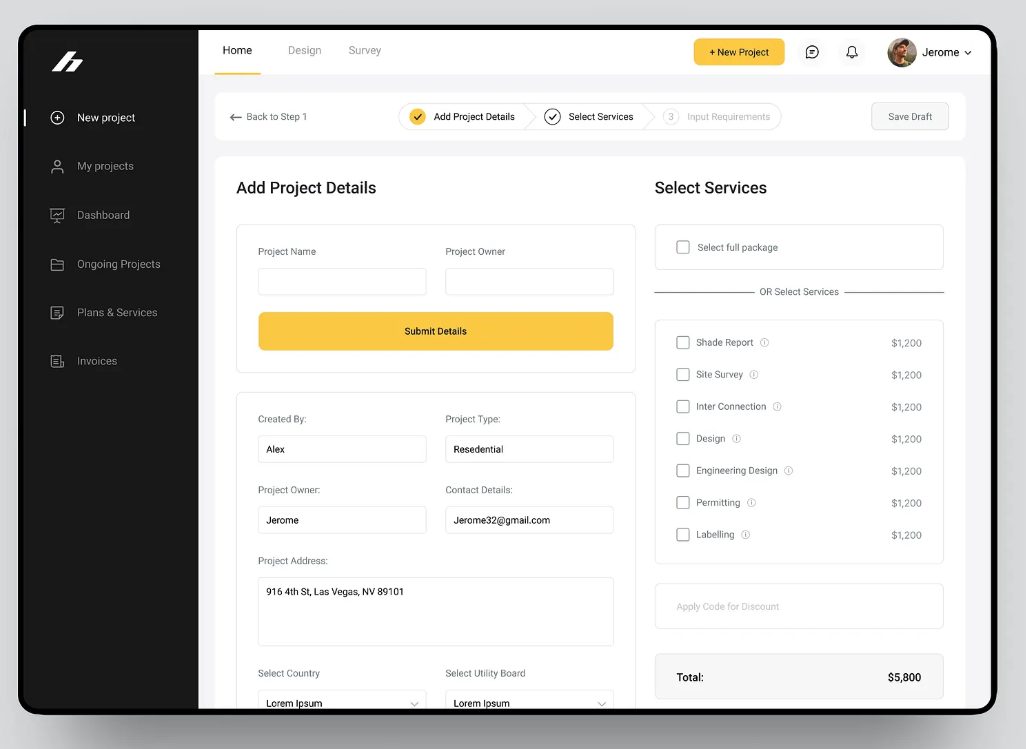 Home Design Survey
+ New Project
Jerome
New project
My projects
Dashboard
Ongoing Projects
Plans & Services
Invoices
Back to Step 1
Add Project Details
Select Services
3 Input Requirements
Save Draft
Add Project Details
Project Name Project Owner
Submit Details
Created By: Project Type:
Alex Resedential
Project Owner: Contact Details:
Jerome Jerome32@gmail.com
Project Address:
916 4th St, Las Vegas, NV 89101
Select Country Select Utility Board
Lorem Ipsum Lorem Ipsum
Select Services
Select full package
OR Select Services
Shade Report $1,200
Site Survey $1,200
Inter Connection $1,200
Design $1,200
Engineering Design $1,200
Permitting $1,200
Labelling $1,200
Apply Code for Discount
Total: $5,800